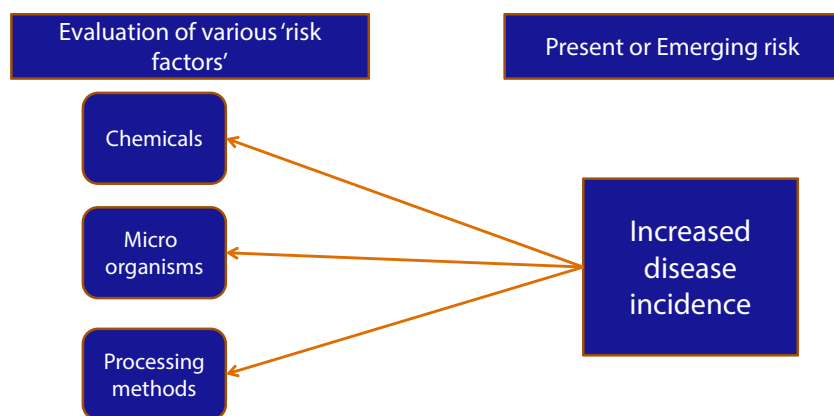 Evaluation of various ‘risk
factors’
Present or Emerging risk
Chemicals
Micro
organisms
Processing
methods
Increased
disease
incidence